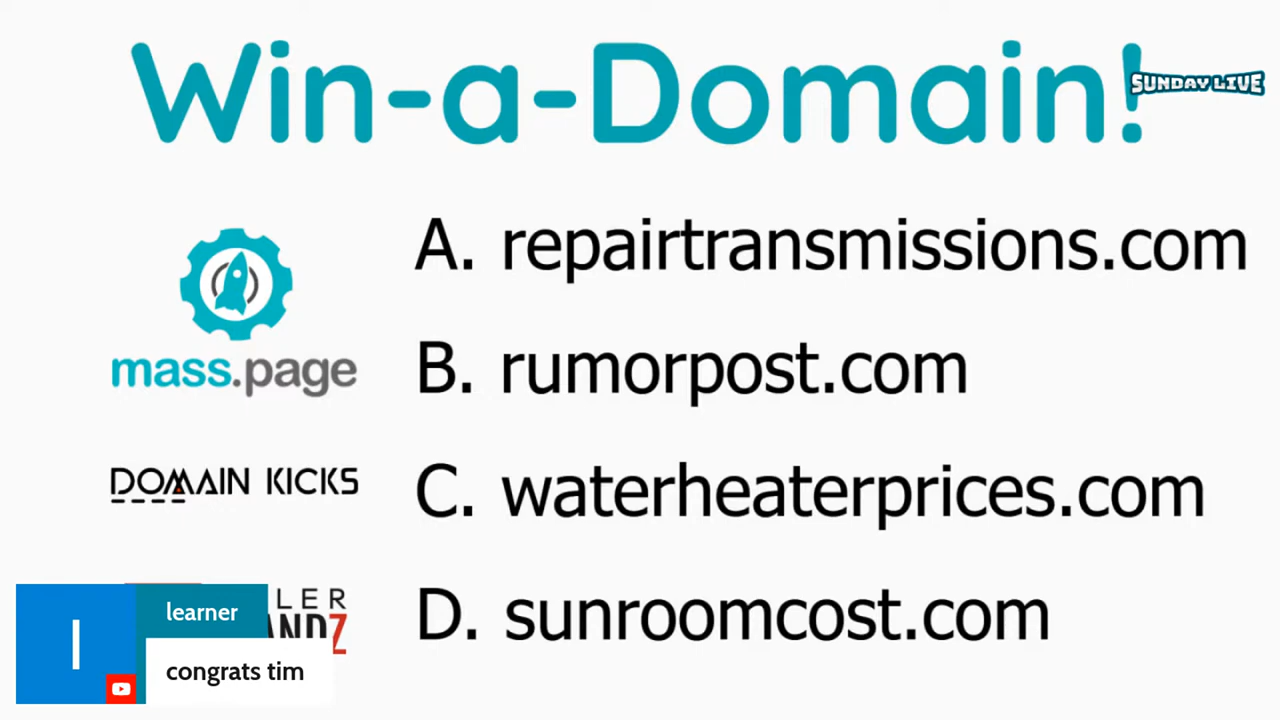 Win-a-Domain!
SUNDAY LIVE
A. repairtransmissions.com
mass.page
B. rumorpost.com
DOMAIN KICKS
C. waterheaterprices.com
D. sunroomcost.com
learner
congrats tim